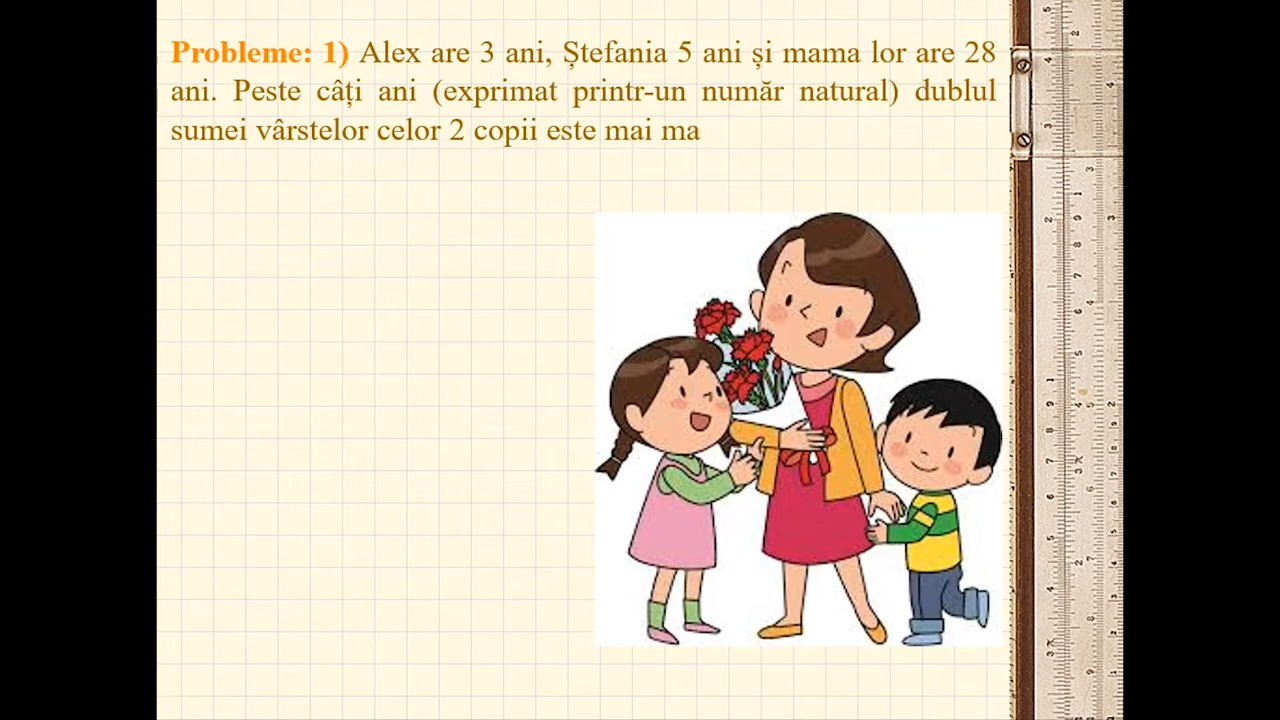 Probleme: 1) Alex are 3 ani, Ștefania 5 ani și mama lor are 28
ani. Peste câți ani (exprimat printr-un număr natural) dublul
sumei vârstelor celor 2 copii este mai ma